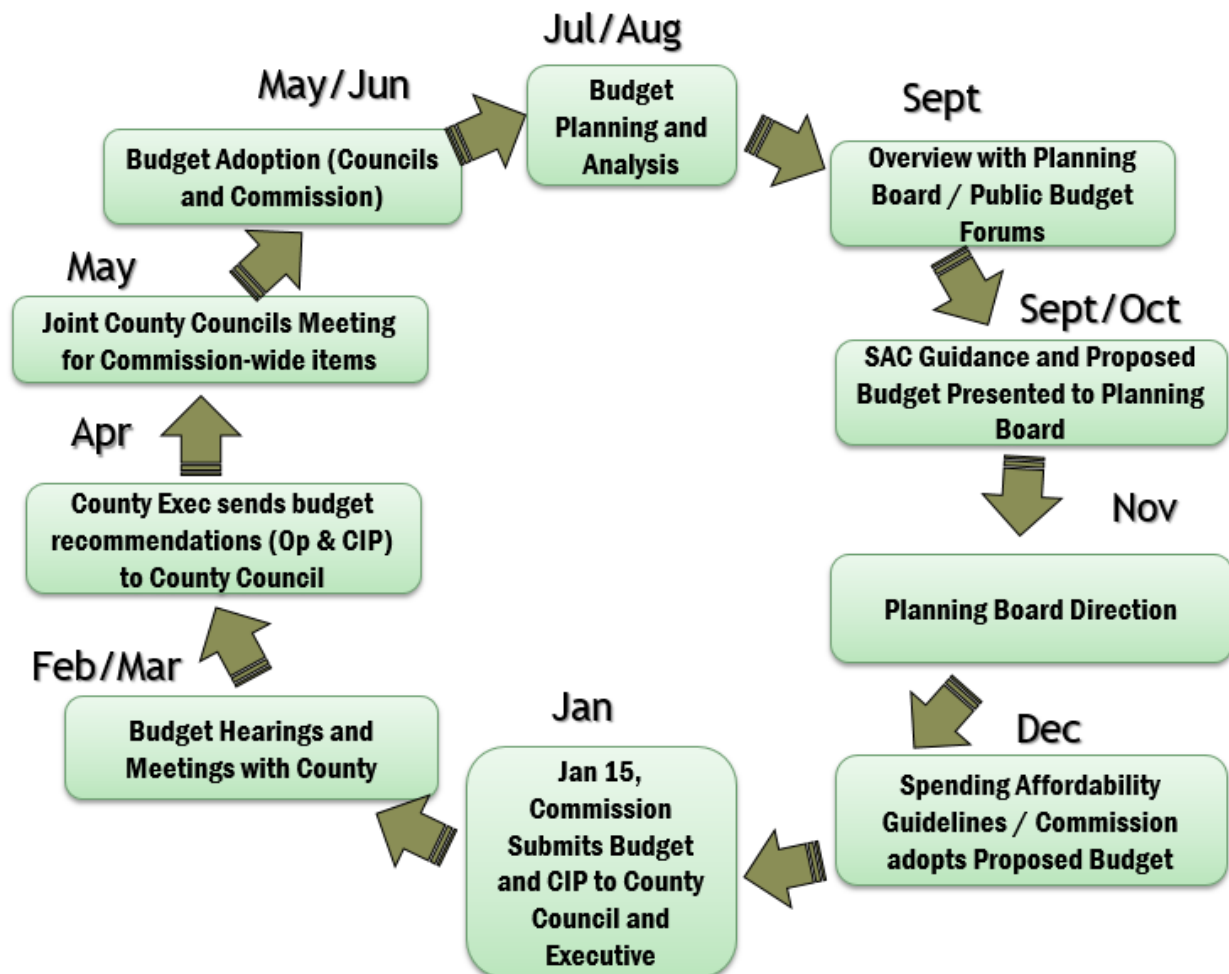 Jul/Aug
Budget
Planning and
Analysis
Sept
Overview with Planning
Board / Public Budget
Forums
Sept/Oct
SAC Guidance and Proposed
Budget Presented to Planning
Board
Nov
Planning Board Direction
Dec
Spending Affordability
Guidelines / Commission
adopts Proposed Budget
Jan
Jan 15,
Commission
Submits Budget
and CIP to County
Council and
Executive
Feb/Mar
Budget Hearings and
Meetings with County
Apr
County Exec sends budget
recommendations (Op & CIP)
to County Council
May
Joint County Councils Meeting
for Commission-wide items
May/Jun
Budget Adoption (Councils
and Commission)